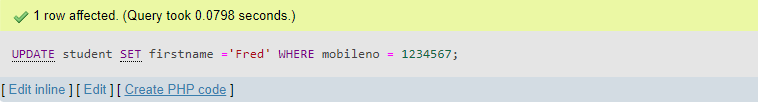 1 row affected. (Query took 0.0798 seconds.)
UPDATE student SET firstname ='Fred' WHERE mobileno = 1234567;
[ Edit inline ] [ Edit ] [ Create PHP code ]